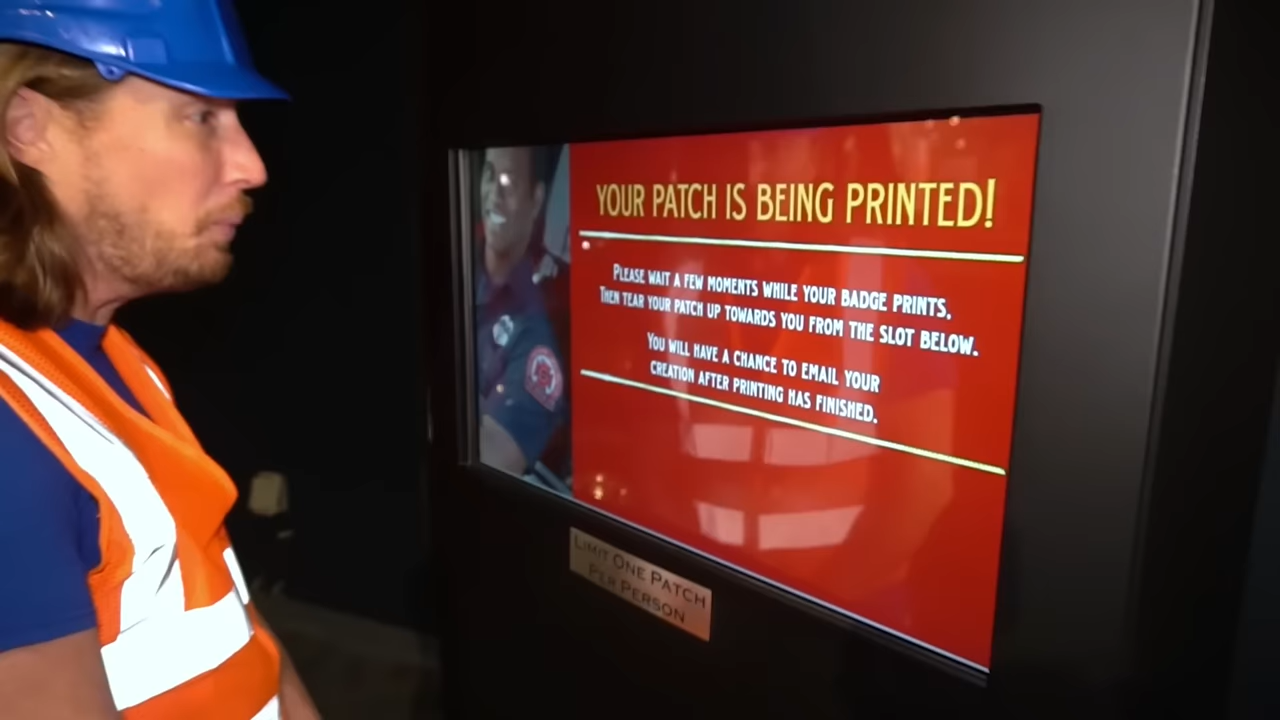 YOUR PATCH IS BEING PRINTED!
PLEASE WAIT A FEW MOMENTS WHILE YOUR BADGE PRINTS.
THEN TEAR YOUR PATCH UP TOWARDS YOU FROM THE SLOT BELOW.
YOU WILL HAVE A CHANCE TO EMAIL YOUR
CREATION AFTER PRINTING HAS FINISHED.
LIMIT ONE PATCH
PER PERSON